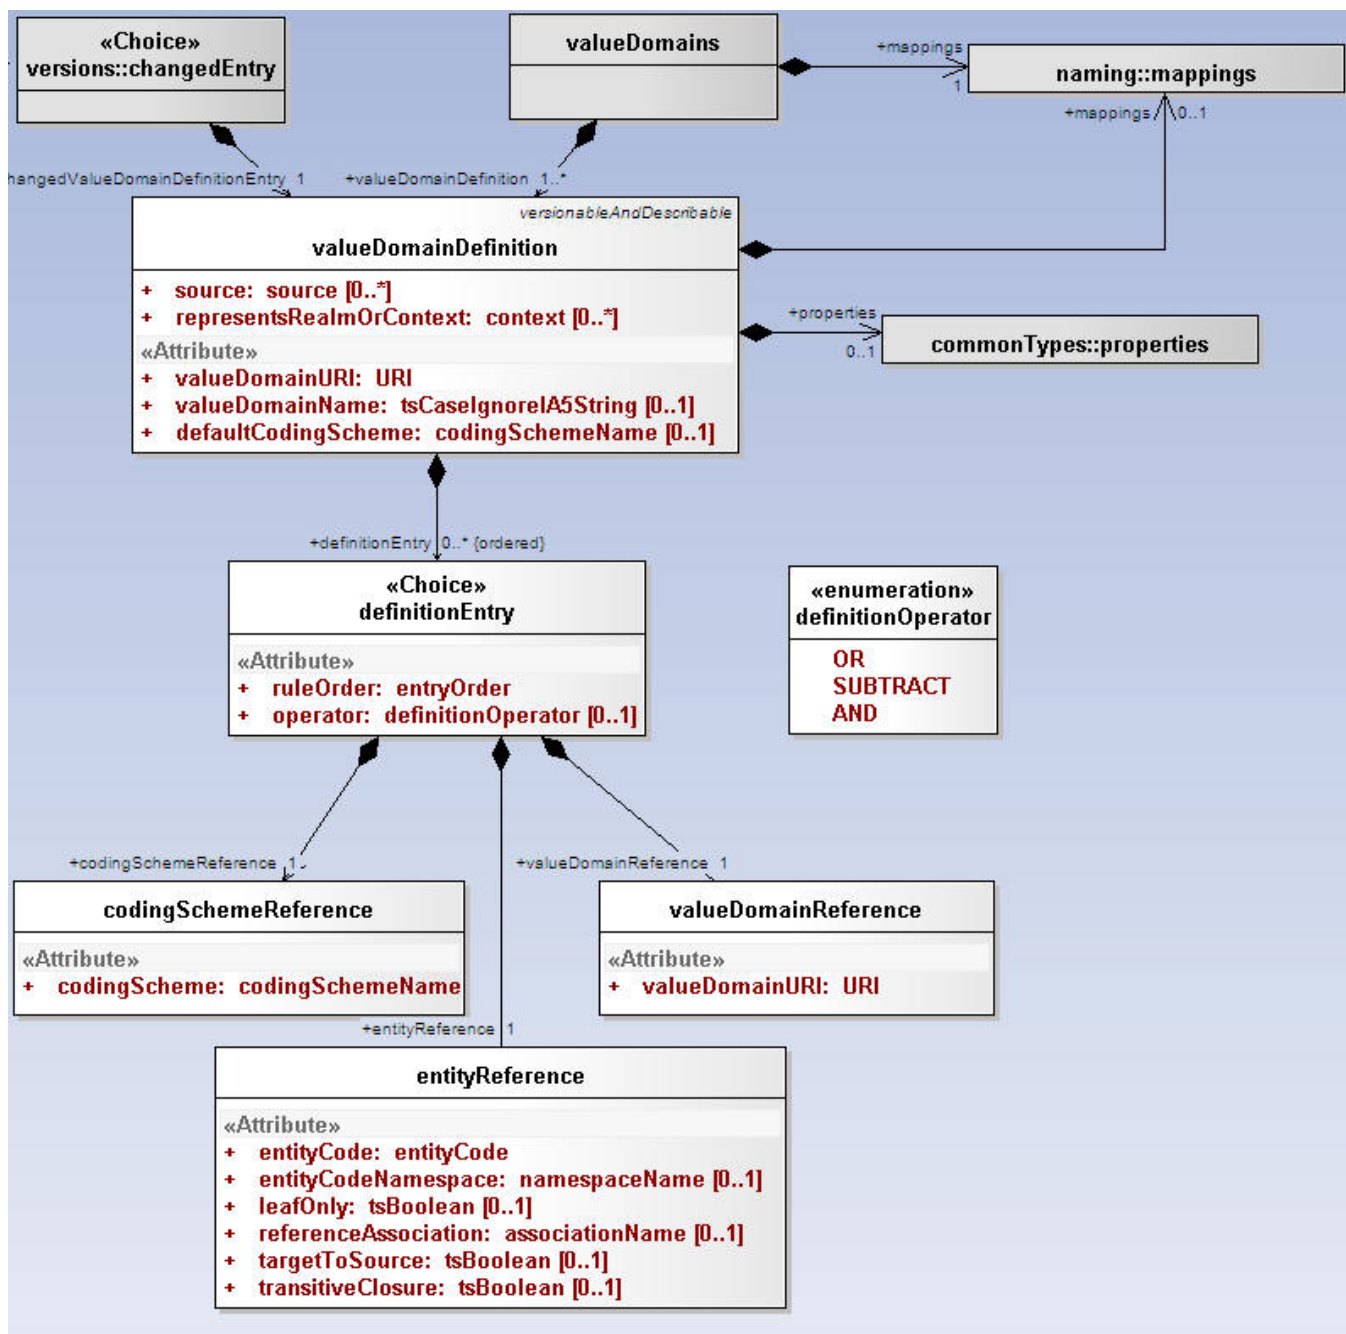 «Choice»
versions::changedEntry
valueDomains
+mappings
1
naming::mappings
+mappings
0..1
hangedValueDomainDefinitionEntry 1
+valueDomainDefinition 1..*
versionableAndDescribable
valueDomainDefinition
+ source: source [0..*]
+ representsRealmOrContext: context [0..*]
«Attribute»
+ valueDomainURI: URI
+ valueDomainName: tsCaseIgnoreIA5String [0..1]
+ defaultCodingScheme: codingSchemeName [0..1]
+properties
0..1
commonTypes::properties
+definitionEntry 0..* {ordered}
«Choice»
definitionEntry
«Attribute»
+ ruleOrder: entryOrder
+ operator: definitionOperator [0..1]
«enumeration»
definitionOperator
OR
SUBTRACT
AND
+codingSchemeReference 1
+valueDomainReference 1
codingSchemeReference
«Attribute»
+ codingScheme: codingSchemeName
valueDomainReference
«Attribute»
+ valueDomainURI: URI
+entityReference 1
entityReference
«Attribute»
+ entityCode: entityCode
+ entityCodeNamespace: namespaceName [0..1]
+ leafOnly: tsBoolean [0..1]
+ referenceAssociation: associationName [0..1]
+ targetToSource: tsBoolean [0..1]
+ transitiveClosure: tsBoolean [0..1]